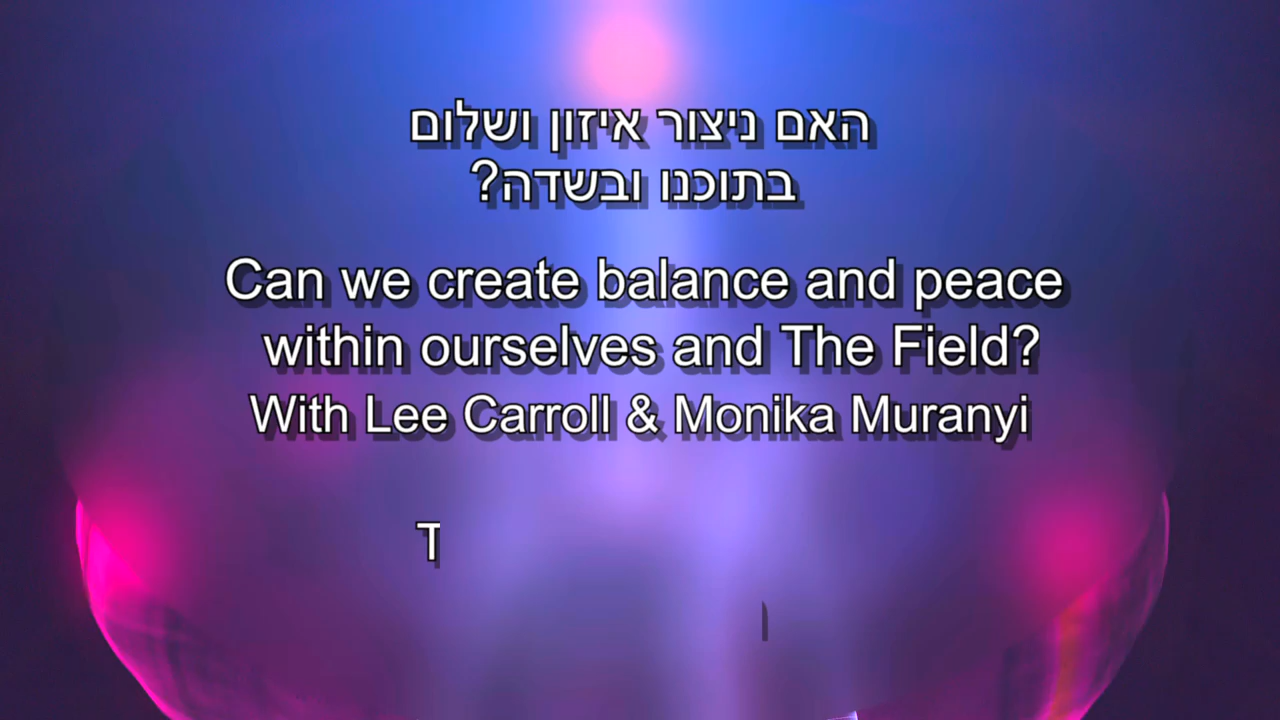 האם ניצור איזון ושלום
בתוכנו ובשדה?
Can we create balance and peace
within ourselves and The Field?
With Lee Carroll & Monika Muranyi